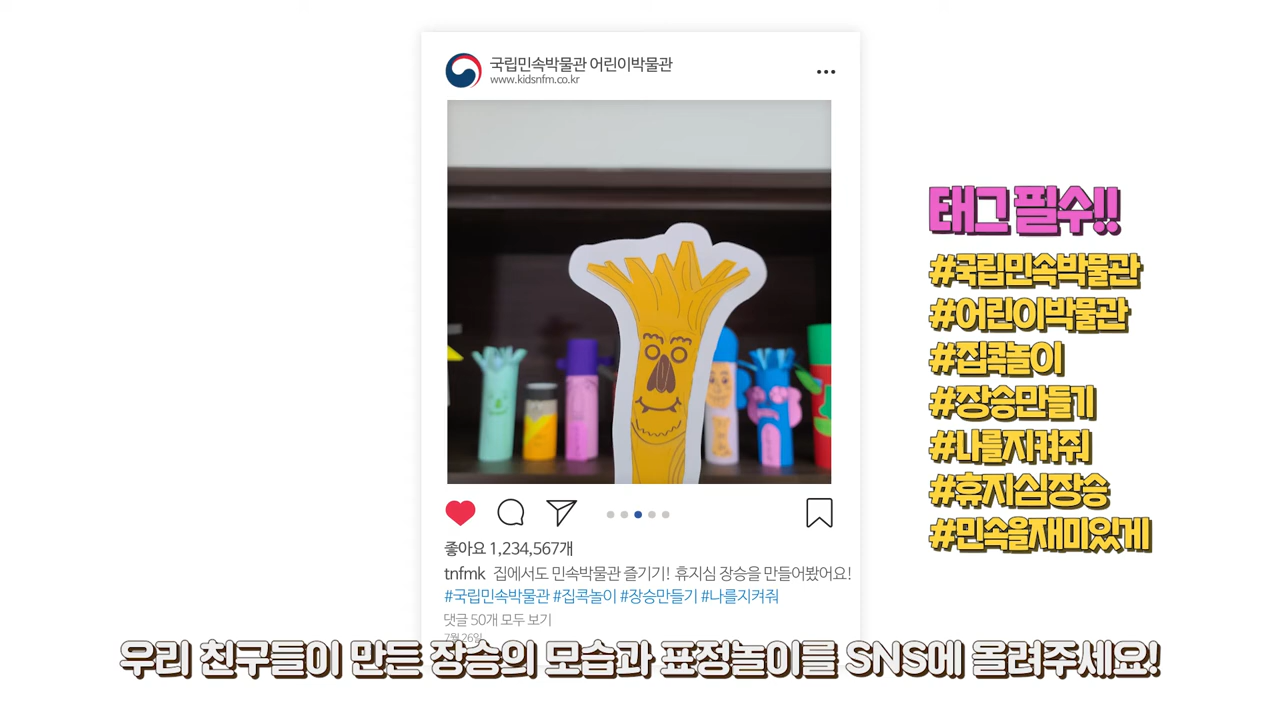 국립민속박물관 어린이박물관
www.kidsnfm.co.kr
좋아요 1,234,567개
tnfmk 집에서도 민속박물관 즐기기! 휴지심 장승을 만들어봤어요!
#국립민속박물관 #집콕놀이 #장승만들기 #나를지켜줘
댓글 50개 모두 보기
7월 26일
태그 필수!!
#국립민속박물관
#어린이박물관
#집콕놀이
#장승만들기
#나를지켜줘
#휴지심장승
#민속을재미있게
우리 친구들이 만든 장승의 모습과 표정놀이를 SNS에 올려주세요!